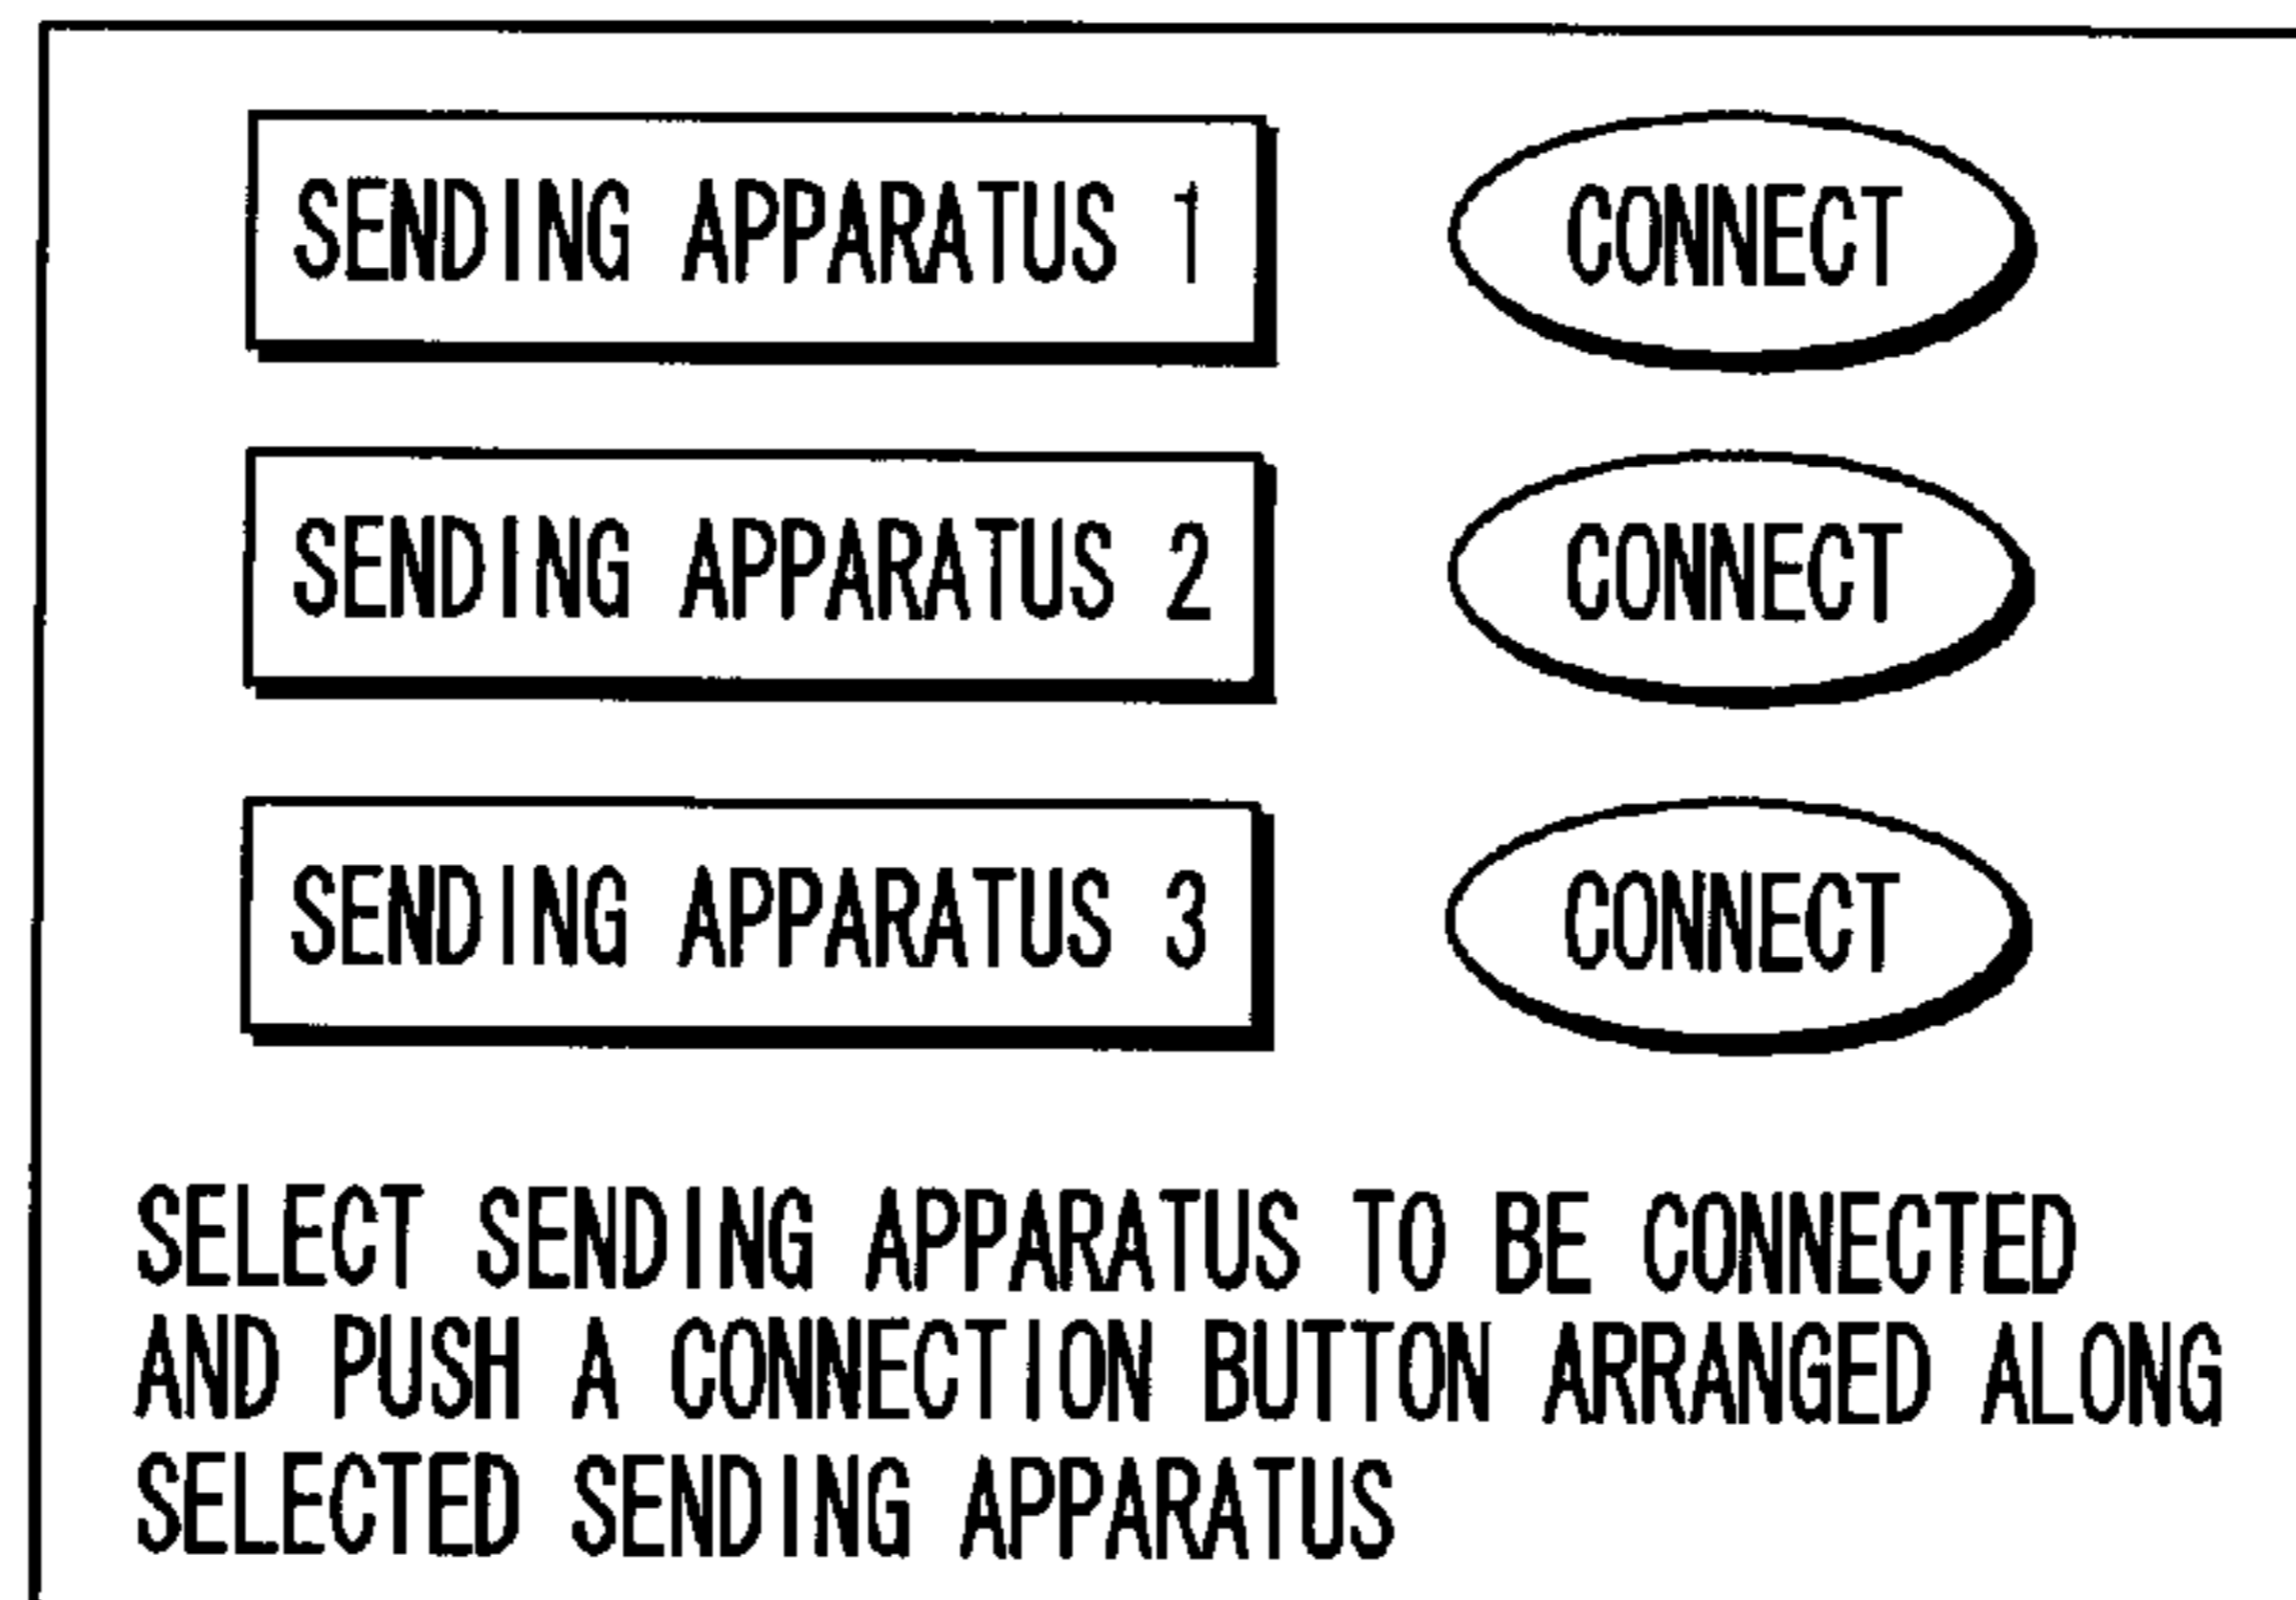 SENDING APPARATUS 1 CONNECT
SENDING APPARATUS 2 CONNECT
SENDING APPARATUS 3 CONNECT
SELECT SENDING APPARATUS TO BE CONNECTED
AND PUSH A CONNECTION BUTTON ARRANGED ALONG
SELECTED SENDING APPARATUS